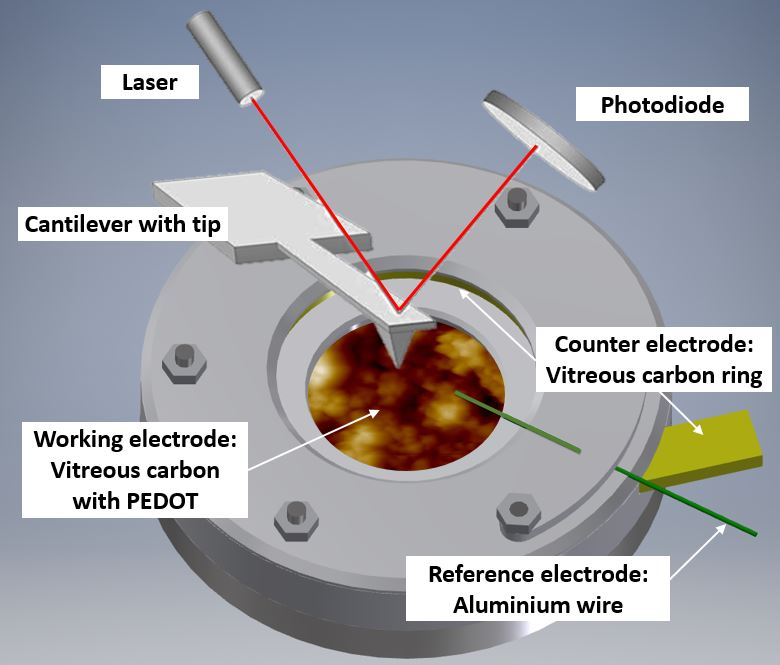 Laser
Photodiode
Cantilever with tip
Counter electrode:
Vitreous carbon ring
Working electrode:
Vitreous carbon
with PEDOT
Reference electrode:
Aluminium wire